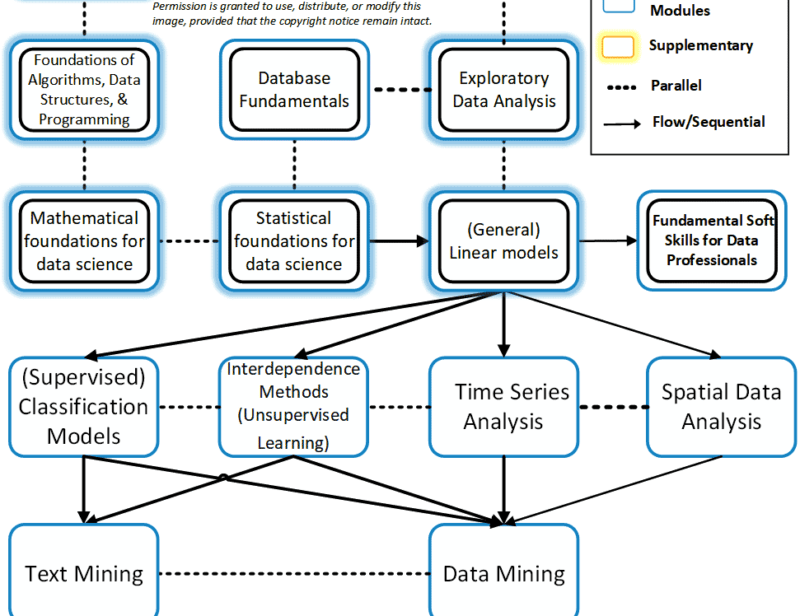 Permission is granted to use, distribute, or modify this
image, provided that the copyright notice remain intact.
Modules
Supplementary
Parallel
Flow/Sequential
Foundations of
Algorithms, Data
Structures, &
Programming
Database
Fundamentals
Exploratory
Data Analysis
Mathematical
foundations for
data science
Statistical
foundations for
data science
(General)
Linear models
Fundamental Soft
Skills for Data
Professionals
(Supervised)
Classification
Models
Interdependence
Methods
(Unsupervised
Learning)
Time Series
Analysis
Spatial Data
Analysis
Text Mining
Data Mining